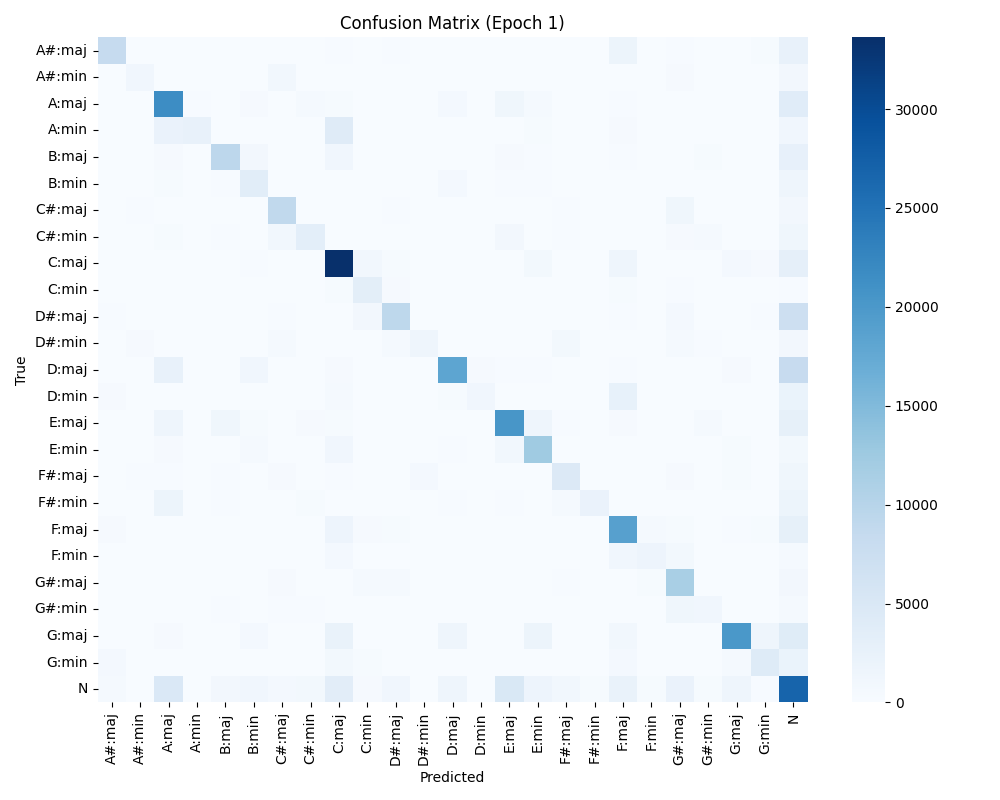 Confusion Matrix (Epoch 1)
True
A#:maj
A#:min
A:maj
A:min
B:maj
B:min
C#:maj
C#:min
C:maj
C:min
D#:maj
D#:min
D:maj
D:min
E:maj
E:min
F#:maj
F#:min
F:maj
F:min
G#:maj
G#:min
G:maj
G:min
N
A#:maj
A#:min
A:maj
A:min
B:maj
B:min
C#:maj
C#:min
C:maj
C:min
D#:maj
D#:min
D:maj
D:min
E:maj
E:min
F#:maj
F#:min
F:maj
F:min
G#:maj
G#:min
G:maj
G:min
N
Predicted
30000
25000
20000
15000
10000
5000
0